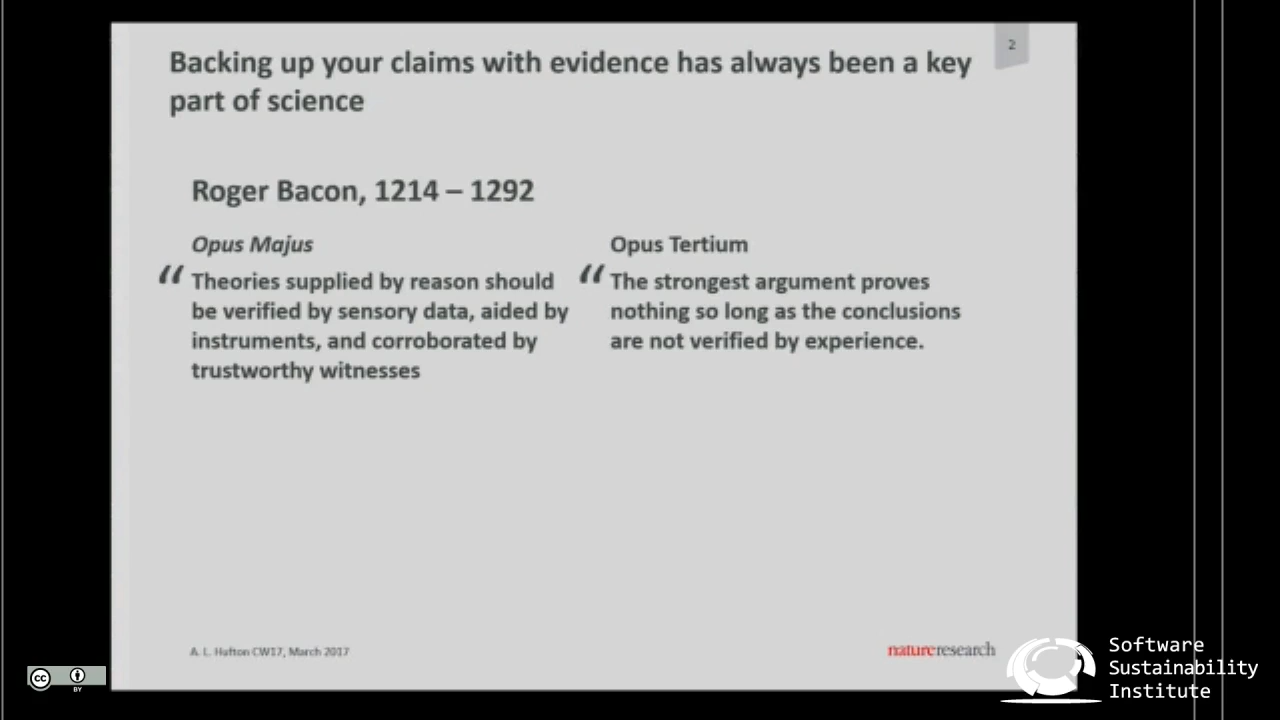 Backing up your claims with evidence has always been a key
part of science
2
Roger Bacon, 1214 – 1292
Opus Majus
“ Theories supplied by reason should
be verified by sensory data, aided by
instruments, and corroborated by
trustworthy witnesses
Opus Tertium
“ The strongest argument proves
nothing so long as the conclusions
are not verified by experience.
A. L. Hufton CW17, March 2017
natureresearch
cc
BY
Software
Sustainability
Institute